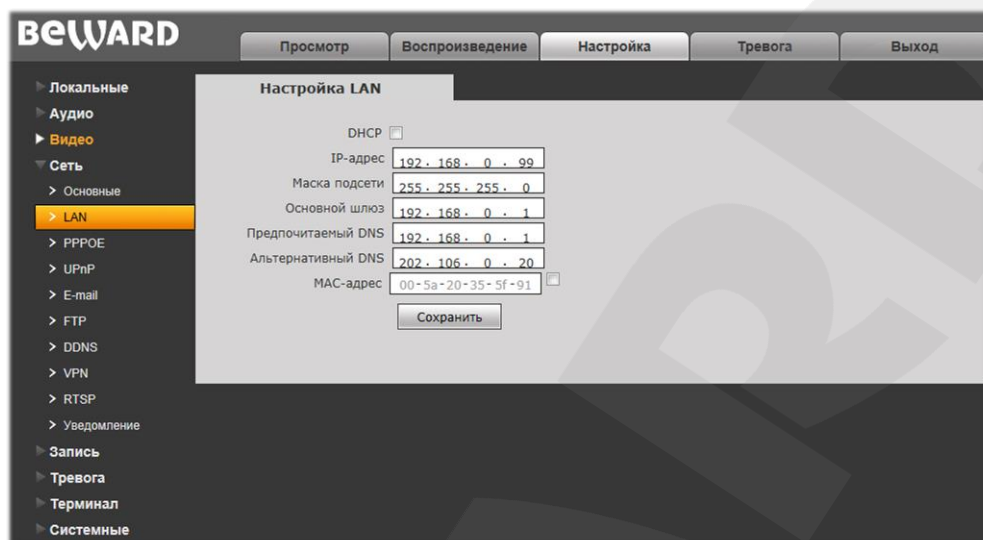 BEWARD
Просмотр Воспроизведение Настройка Тревога Выход
Локальные
Аудио
Видео
Сеть
> Основные
> LAN
> PPPOE
> UPnP
> E-mail
> FTP
> DDNS
> VPN
> RTSP
> Уведомление
Запись
Тревога
Терминал
Системные
Настройка LAN
DHCP
IP-адрес 192. 168. 0. 99
Маска подсети 255. 255. 255. 0
Основной шлюз 192. 168. 0. 1
Предпочитаемый DNS 192. 168. 0. 1
Альтернативный DNS 202. 106. 0. 20
MAC-адрес 00-5a-20-35-5f-91
Сохранить